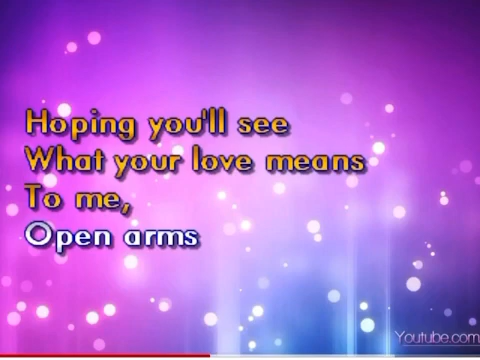 Hoping you'll see
What your love means
To me,
Open arms
Youtube.com